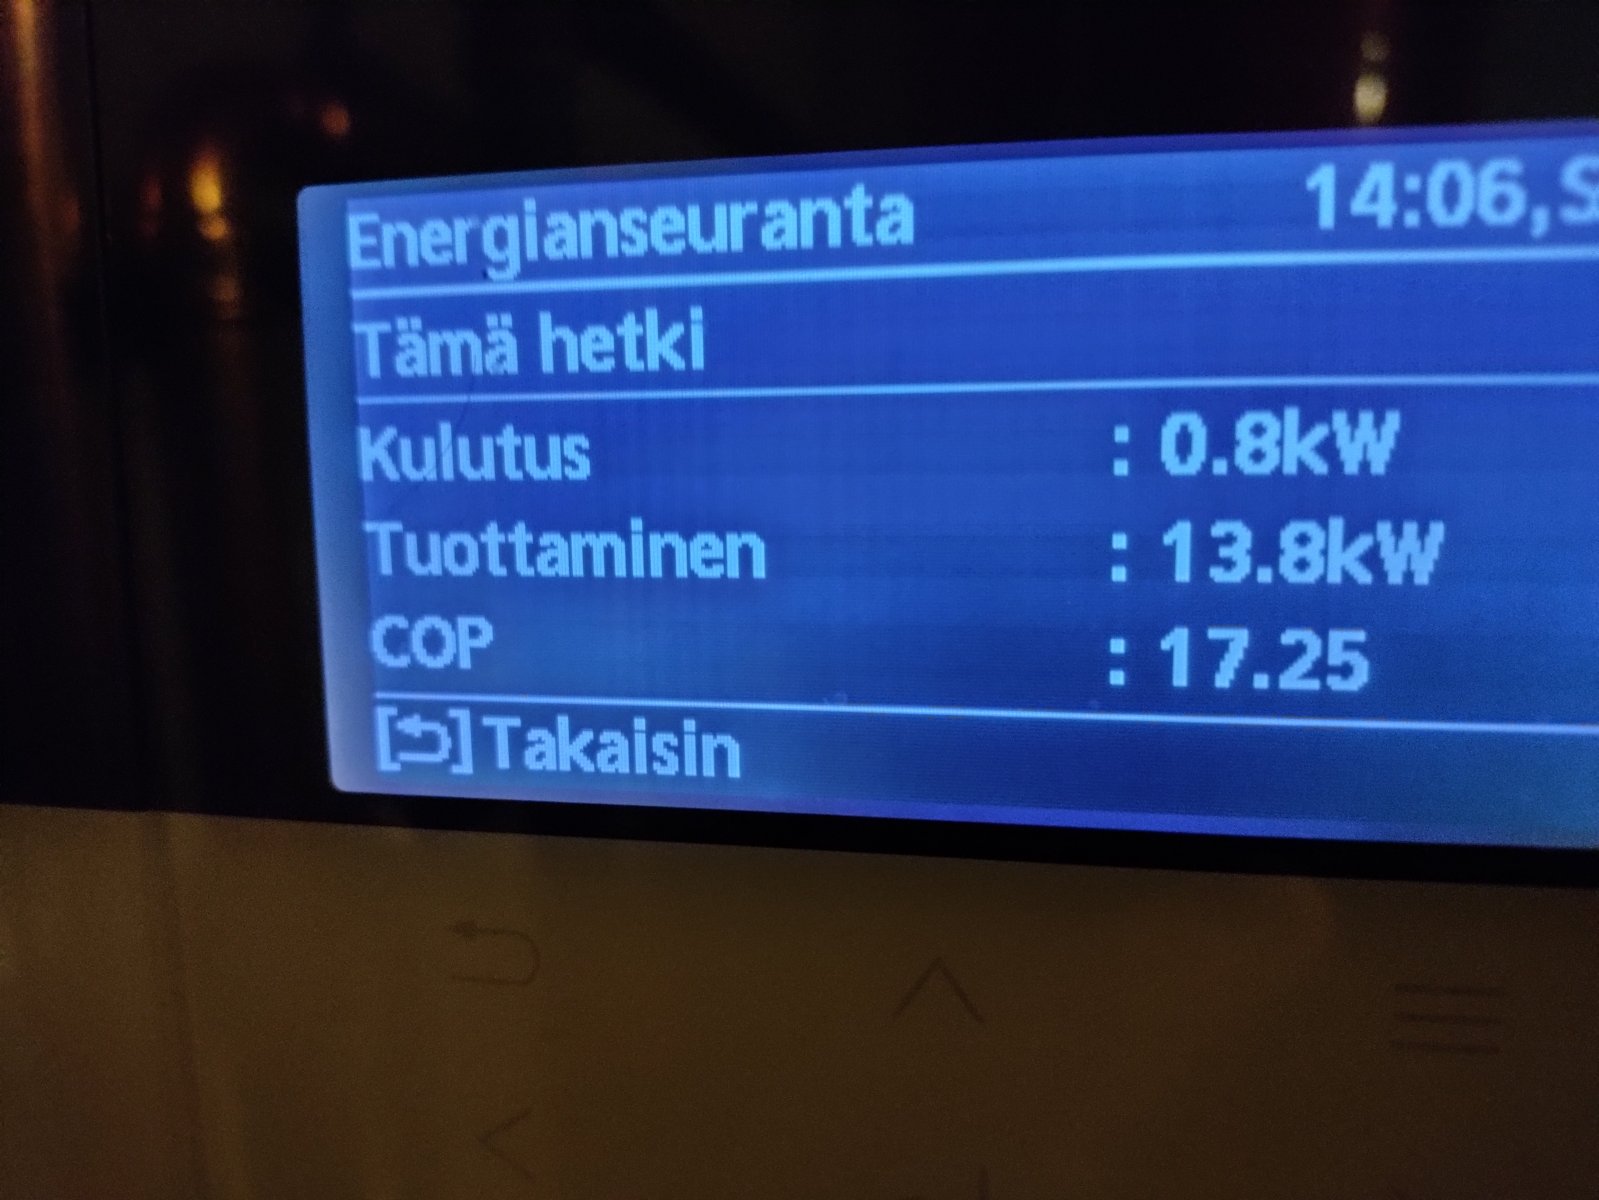 Energianseuranta 14:06,S
Tämä hetki
Kulutus : 0.8kW
Tuottaminen : 13.8kW
COP : 17.25
[⮌]Takaisin